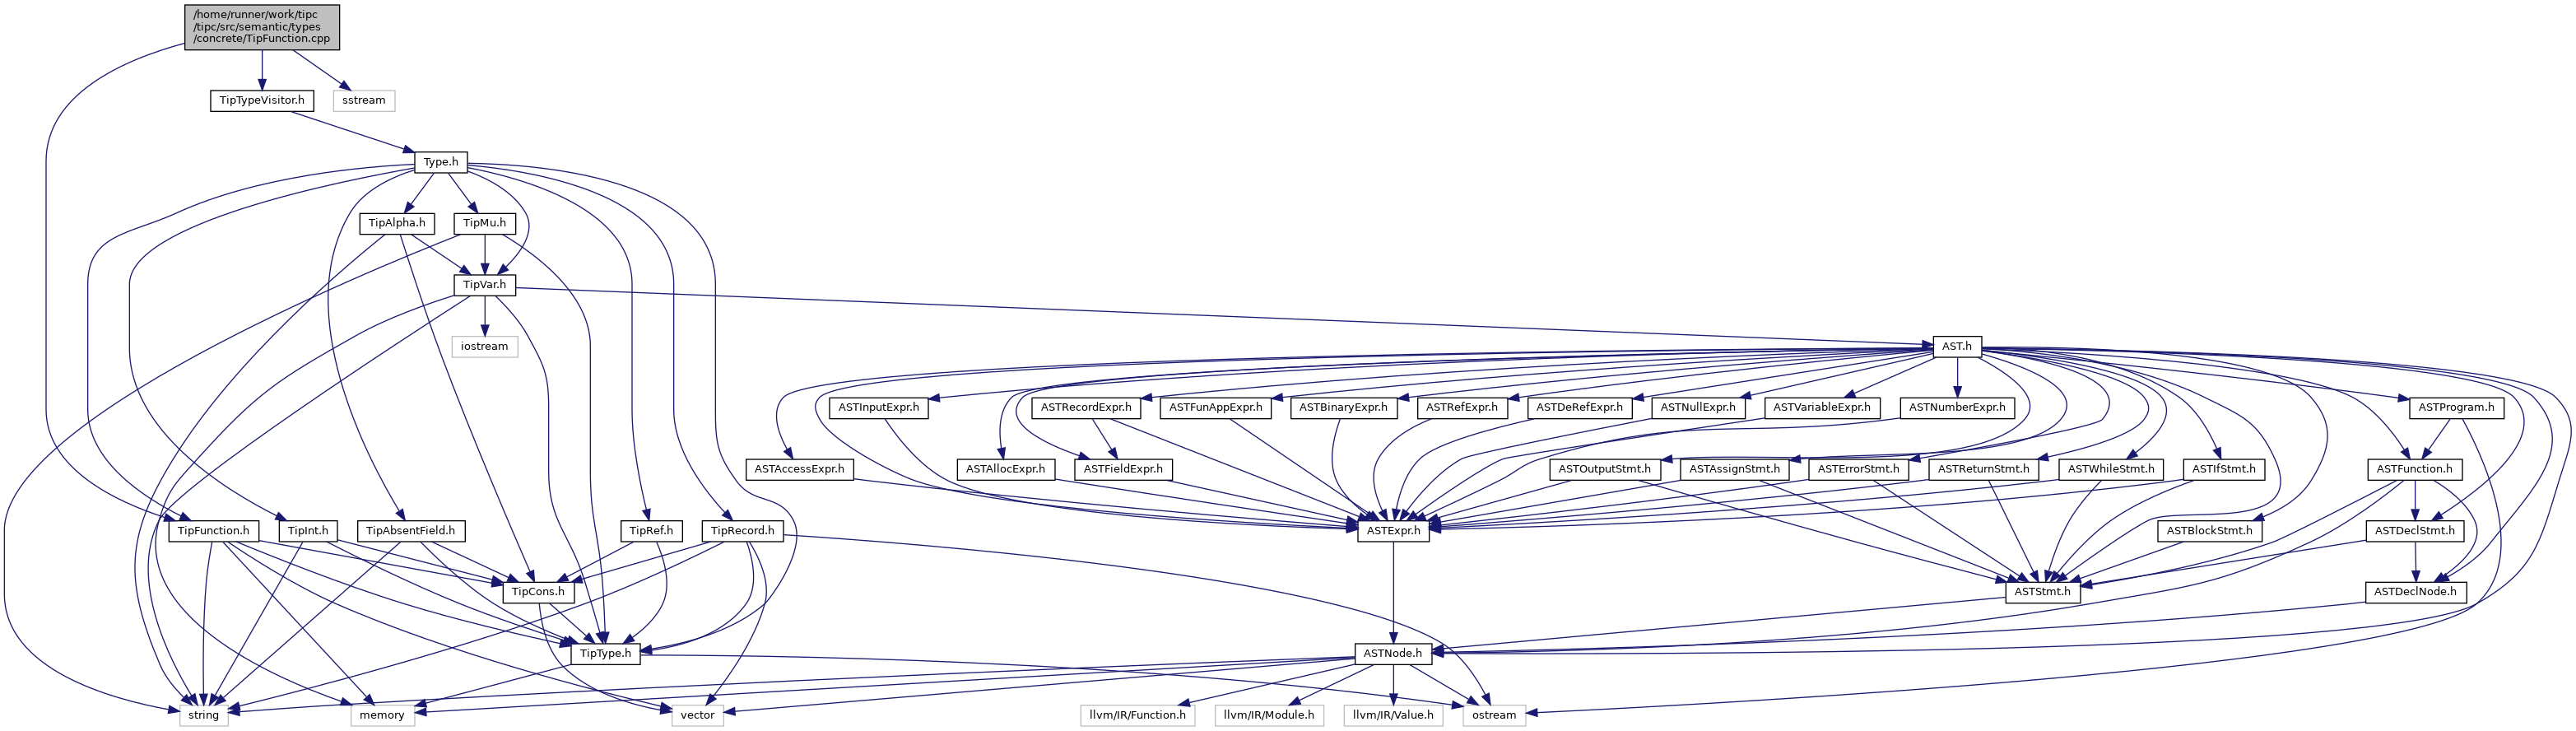 /home/runner/work/tipc
/tipc/src/semantic/types
/concrete/TipFunction.cpp
TipTypeVisitor.h
sstream
Type.h
TipAlpha.h
TipMu.h
TipVar.h
iostream
AST.h
ASTInputExpr.h
ASTRecordExpr.h
ASTFunAppExpr.h
ASTBinaryExpr.h
ASTRefExpr.h
ASTDeRefExpr.h
ASTNullExpr.h
ASTVariableExpr.h
ASTNumberExpr.h
ASTProgram.h
ASTAccessExpr.h
ASTAllocExpr.h
ASTFieldExpr.h
ASTOutputStmt.h
ASTAssignStmt.h
ASTErrorStmt.h
ASTReturnStmt.h
ASTWhileStmt.h
ASTIfStmt.h
ASTFunction.h
TipFunction.h
TipInt.h
TipAbsentField.h
TipRef.h
TipRecord.h
ASTExpr.h
ASTBlockStmt.h
ASTDeclStmt.h
TipCons.h
ASTStmt.h
ASTDeclNode.h
TipType.h
ASTNode.h
string
memory
vector
llvm/IR/Function.h
llvm/IR/Module.h
llvm/IR/Value.h
ostream